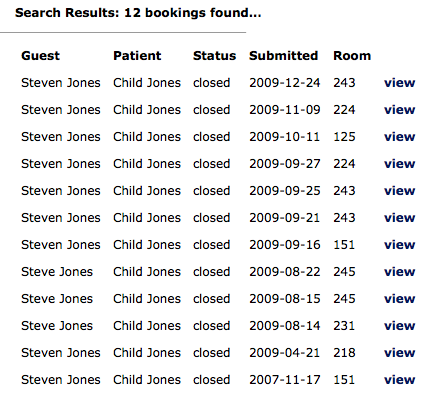 Search Results: 12 bookings found...
Guest Patient Status Submitted Room
Steven Jones Child Jones closed 2009-12-24 243 view
Steven Jones Child Jones closed 2009-11-09 224 view
Steven Jones Child Jones closed 2009-10-11 125 view
Steven Jones Child Jones closed 2009-09-27 224 view
Steven Jones Child Jones closed 2009-09-25 243 view
Steven Jones Child Jones closed 2009-09-21 243 view
Steven Jones Child Jones closed 2009-09-16 151 view
Steve Jones Child Jones closed 2009-08-22 245 view
Steve Jones Child Jones closed 2009-08-15 245 view
Steve Jones Child Jones closed 2009-08-14 231 view
Steven Jones Child Jones closed 2009-04-21 218 view
Steven Jones Child Jones closed 2007-11-17 151 view